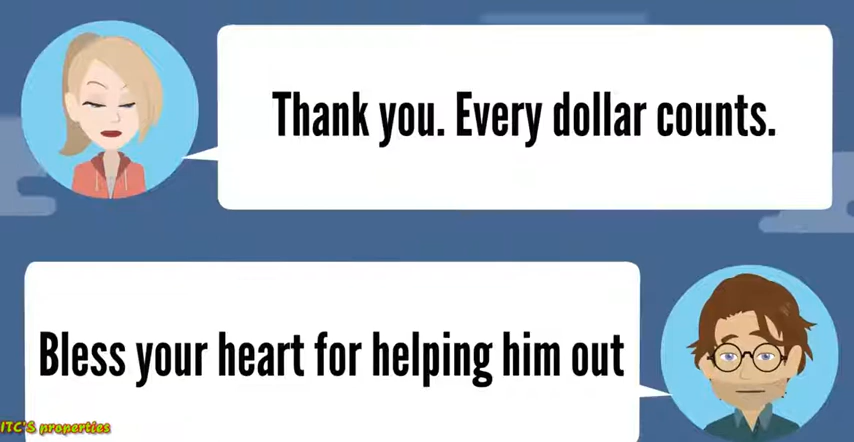 Thank you. Every dollar counts.
Bless your heart for helping him out
ITC'S properties